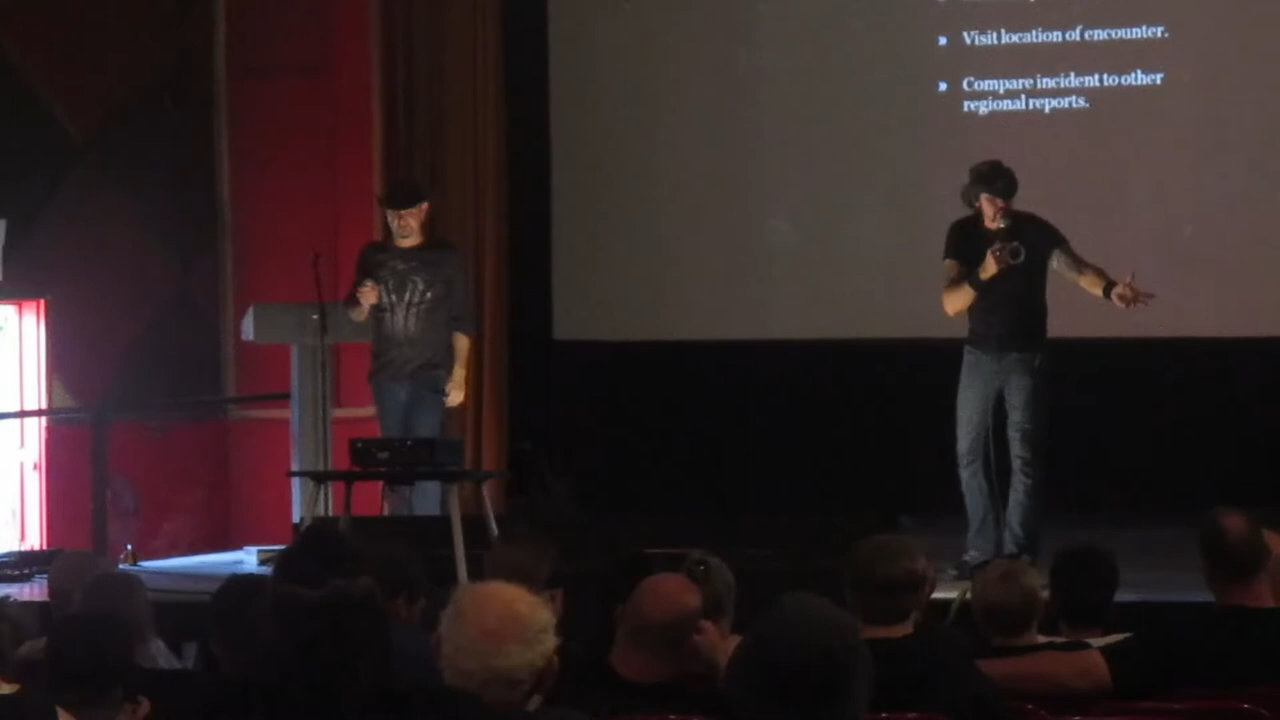 » Visit location of encounter.
» Compare incident to other
regional reports.